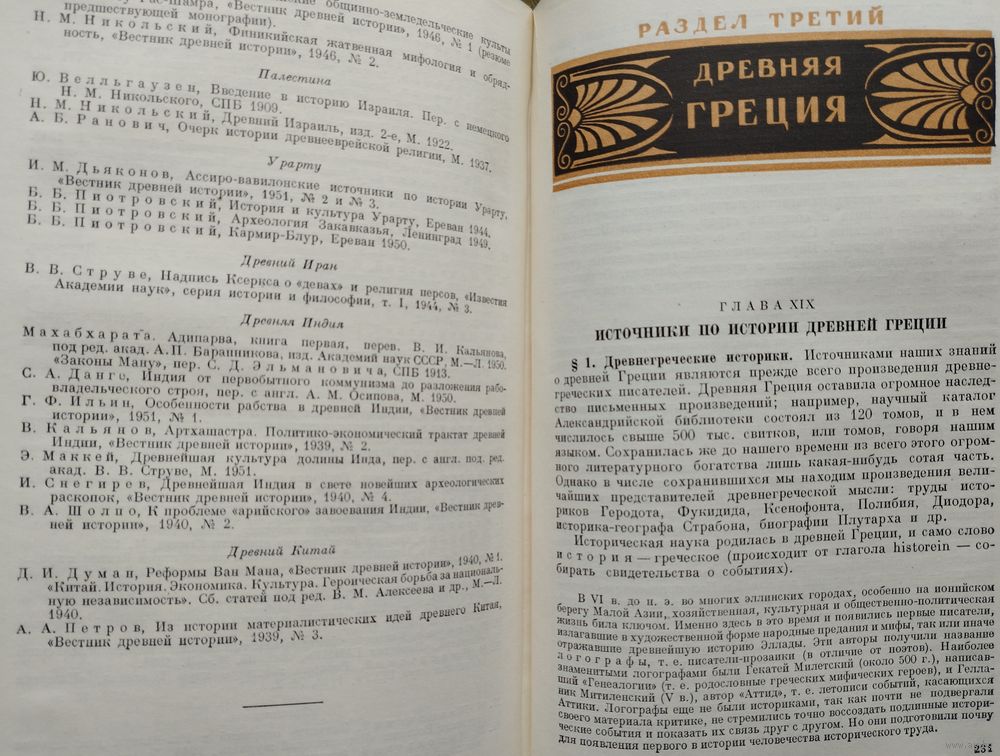 общинно-земледельческие культы
Рас-Шамра, «Вестник древней истории», 1946, № 1 (резюме
предшествующей монографии).
Н. М. Никольский, Финикийская жатвенная мифология и обряд-
ность, «Вестник древней истории», 1946, № 2.
Палестина
Ю. Велльгаузен, Введение в историю Израиля. Пер. с немецкого
Н. М. Никольского, СПБ 1909.
Н. М. Никольский, Древний Израиль, изд. 2-е, М. 1922.
А. Б. Ранович, Очерк истории древнееврейской религии, М. 1937.
Урарту
И. М. Дьяконов, Ассиро-вавилонские источники по истории Урарту,
«Вестник древней истории», 1951, № 2 и № 3.
Б. Б. Пиотровский, История и культура Урарту, Ереван 1944.
Б. Б. Пиотровский, Археология Закавказья, Ленинград 1949.
Б. Б. Пиотровский, Кармир-Блур, Ереван 1950.
Древний Иран
В. В. Струве, Надпись Ксеркса о «девах» и религия персов, «Известия
Академии наук», серия истории и философии, т. I, 1944, № 3.
Древняя Индия
Махабхарата. Адипарва, книга первая, перев. В. И. Кальянова,
под ред. акад. А.П. Баранникова, изд. Академий наук СССР, М.—Л. 1950.
«Законы Ману», пер. С. Д. Эльмановича, СПБ 1913.
С. А. Данге, Индия от первобытного коммунизма до разложения рабо-
владельческого строя, пер. с англ. А. М. Осипова, М. 1950.
Г. Ф. Ильин, Особенности рабства в древней Индии, «Вестник древней
истории», 1951, № 1.
В. Кальянов, Артхашастра. Политико-экономический трактат древней
Индии, «Вестник древней истории», 1939, № 2.
Э. Маккей, Древнейшая культура долины Инда, пер. с англ. под. ред.
акад. В. В. Струве, М. 1951.
И. Снегирев, Древнейшая Индия в свете новейших археологических
раскопок, «Вестник древней истории», 1940, № 4.
В. А. Шолпо, К проблеме «арийского» завоевания Индии, «Вестник древ-
ней истории», 1940, № 2.
Древний Китай
Д. И. Думан, Реформы Ван Мана, «Вестник древней истории», 1940, № 1.
«Китай. История. Экономика. Культура. Героическая борьба за националь-
ную независимость». Сб. статей под ред. В. М. Алексеева и др., М.—Л.
1940.
А. А. Петров, Из истории материалистических идей древнего Китая,
«Вестник древней истории», 1939, № 3.
РАЗДЕЛ ТРЕТИЙ
ДРЕВНЯЯ
ГРЕЦИЯ
ГЛАВА XIX
ИСТОЧНИКИ ПО ИСТОРИИ ДРЕВНЕЙ ГРЕЦИИ
§ 1. Древнегреческие историки. Источниками наших знаний
о древней Греции являются прежде всего произведения древне-
греческих писателей. Древняя Греция оставила огромное наслед-
ство письменных произведений; например, научный каталог
Александрийской библиотеки состоял из 120 томов, и в нем
числилось свыше 500 тыс. свитков, или томов, говоря нашим
языком. Сохранилась же до нашего времени из всего этого огром-
ного литературного богатства лишь какая-нибудь сотая часть.
Однако в числе сохранившихся мы находим произведения вели-
чайших представителей древнегреческой мысли: труды исто-
риков Геродота, Фукидида, Ксенофонта, Полибия, Диодора,
историка-географа Страбона, биографии Плутарха и др.
Историческая наука родилась в древней Греции, и само слово
история — греческое (происходит от глагола historein — со-
бирать свидетельства о событиях).
В VI в. до н. э. во многих эллинских городах, особенно на ионийском
берегу Малой Азии, хозяйственная, культурная и общественно-политическая
жизнь била ключом. Именно здесь в это время и появились первые писатели,
излагавшие в художественной форме народные предания и мифы, так или иначе
отражавшие древнейшую историю Эллады. Эти авторы получили название
логографы, т. е. писатели-прозаики (в отличие от поэтов). Наиболее
знаменитыми логографами были Гекатей Милетский (около 500 г.), написав-
ший «Генеалогии» (т. е. родословные греческих мифических героев), и Гелла-
ник Митиленский (V в.), автор «Аттид», т. е. летописи событий, касающихся
Аттики. Логографы еще не были историками, так как почти не подвергали
своего материала критике, не стремились точно воссоздать подлинные истори-
ческие события и показать их связь друг с другом. Но они подготовили почву
для появления первого в истории человечества исторического труда.
231